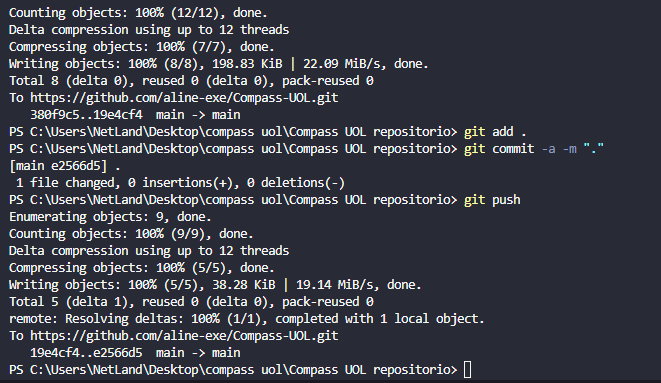 Counting objects: 100% (12/12), done.
Delta compression using up to 12 threads
Compressing objects: 100% (7/7), done.
Writing objects: 100% (8/8), 198.83 KiB | 22.09 MiB/s, done.
Total 8 (delta 0), reused 0 (delta 0), pack-reused 0
To https://github.com/aline-exe/Compass-UOL.git
   380f9c5..19e4cf4  main -> main
PS C:\Users\NetLand\Desktop\compass uol\Compass UOL repositorio> git add .
PS C:\Users\NetLand\Desktop\compass uol\Compass UOL repositorio> git commit -a -m "."
[main e2566d5] .
 1 file changed, 0 insertions(+), 0 deletions(-)
PS C:\Users\NetLand\Desktop\compass uol\Compass UOL repositorio> git push
Enumerating objects: 9, done.
Counting objects: 100% (9/9), done.
Delta compression using up to 12 threads
Compressing objects: 100% (5/5), done.
Writing objects: 100% (5/5), 38.28 KiB | 19.14 MiB/s, done.
Total 5 (delta 1), reused 0 (delta 0), pack-reused 0
remote: Resolving deltas: 100% (1/1), completed with 1 local object.
To https://github.com/aline-exe/Compass-UOL.git
   19e4cf4..e2566d5  main -> main
PS C:\Users\NetLand\Desktop\compass uol\Compass UOL repositorio>